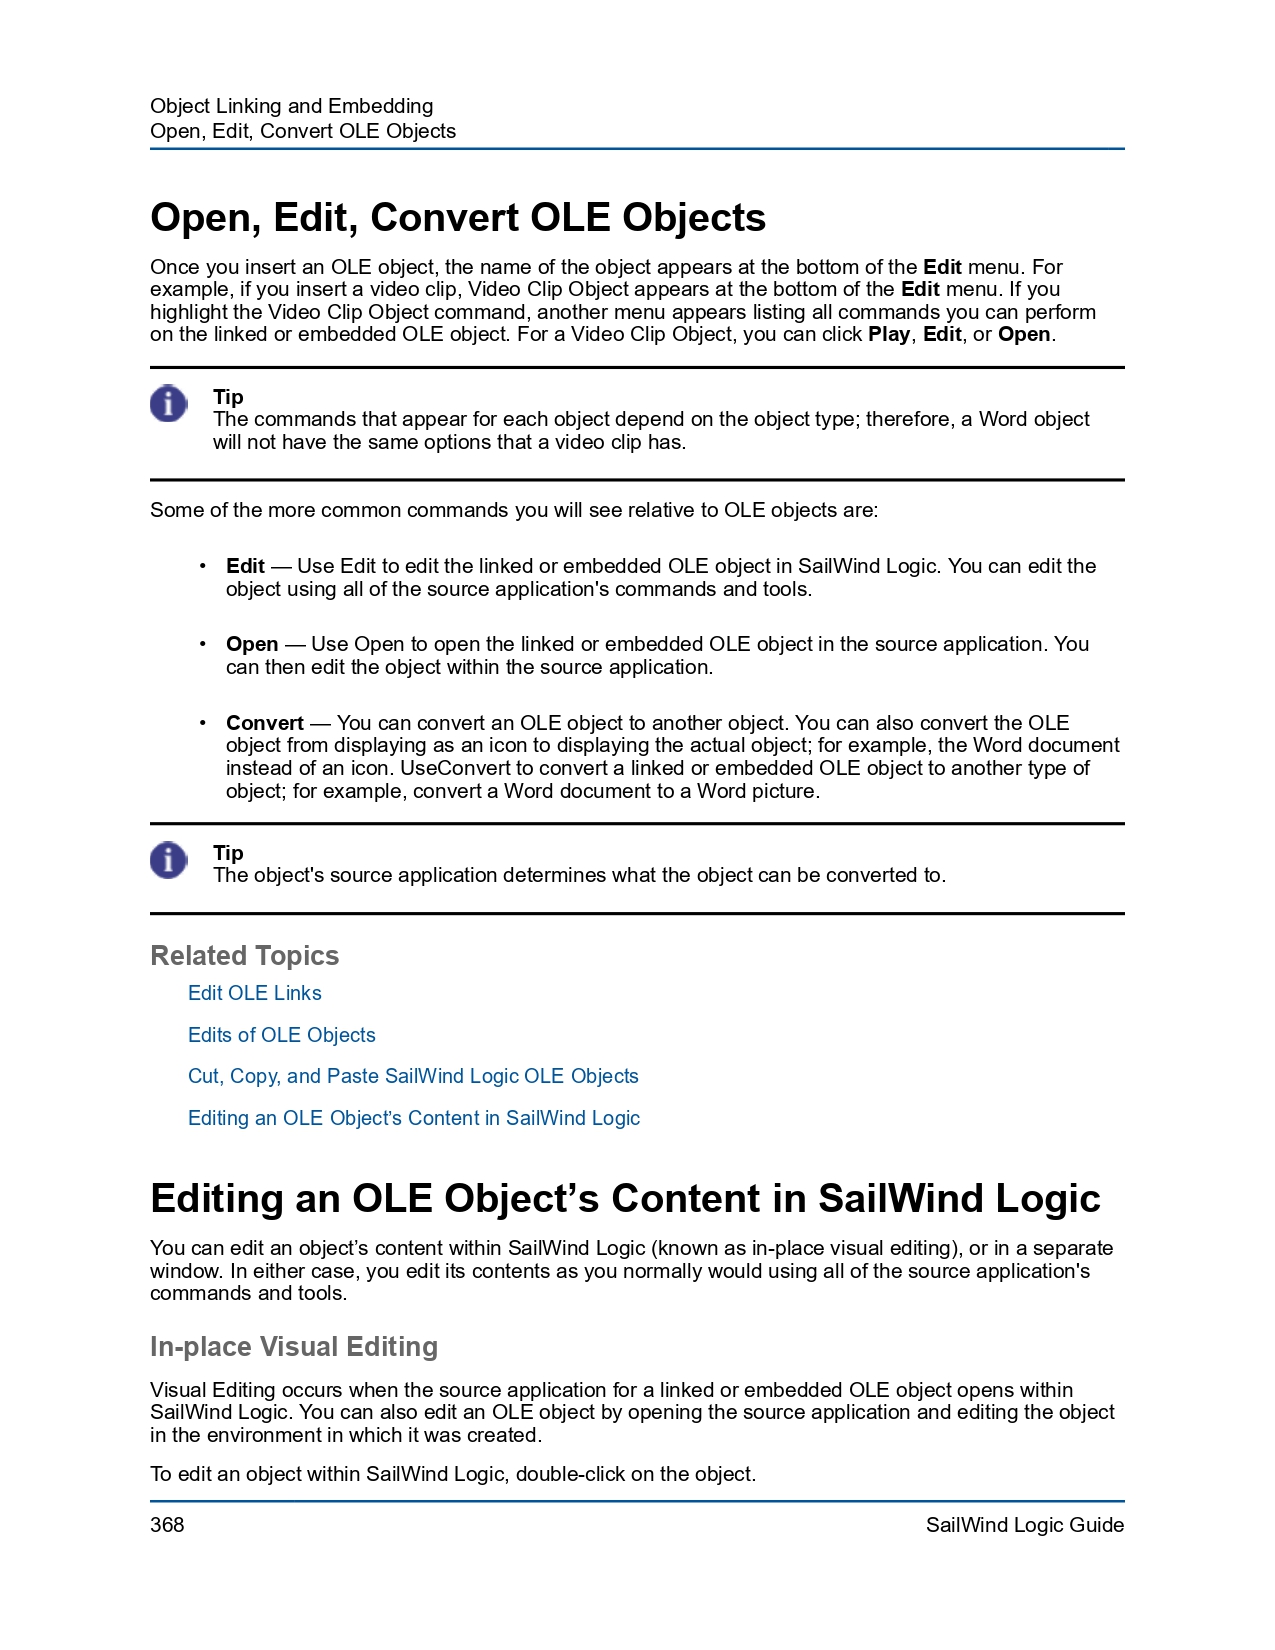 Object Linking and Embedding
Open, Edit, Convert OLE Objects
Open, Edit, Convert OLE Objects
Once you insert an OLE object, the name of the object appears at the bottom of the Edit menu. For
example, if you insert a video clip, Video Clip Object appears at the bottom of the Edit menu. If you
highlight the Video Clip Object command, another menu appears listing all commands you can perform
on the linked or embedded OLE object. For a Video Clip Object, you can click Play, Edit, or Open.
Tip
The commands that appear for each object depend on the object type; therefore, a Word object
will not have the same options that a video clip has.
Some of the more common commands you will see relative to OLE objects are:
• Edit — Use Edit to edit the linked or embedded OLE object in SailWind Logic. You can edit the
object using all of the source application's commands and tools.
• Open — Use Open to open the linked or embedded OLE object in the source application. You
can then edit the object within the source application.
• Convert — You can convert an OLE object to another object. You can also convert the OLE
object from displaying as an icon to displaying the actual object; for example, the Word document
instead of an icon. UseConvert to convert a linked or embedded OLE object to another type of
object; for example, convert a Word document to a Word picture.
Tip
The object's source application determines what the object can be converted to.
Related Topics
Edit OLE Links
Edits of OLE Objects
Cut, Copy, and Paste SailWind Logic OLE Objects
Editing an OLE Object’s Content in SailWind Logic
Editing an OLE Object’s Content in SailWind Logic
You can edit an object’s content within SailWind Logic (known as in-place visual editing), or in a separate
window. In either case, you edit its contents as you normally would using all of the source application's
commands and tools.
In-place Visual Editing
Visual Editing occurs when the source application for a linked or embedded OLE object opens within
SailWind Logic. You can also edit an OLE object by opening the source application and editing the object
in the environment in which it was created.
To edit an object within SailWind Logic, double-click on the object.
368 SailWind Logic Guide